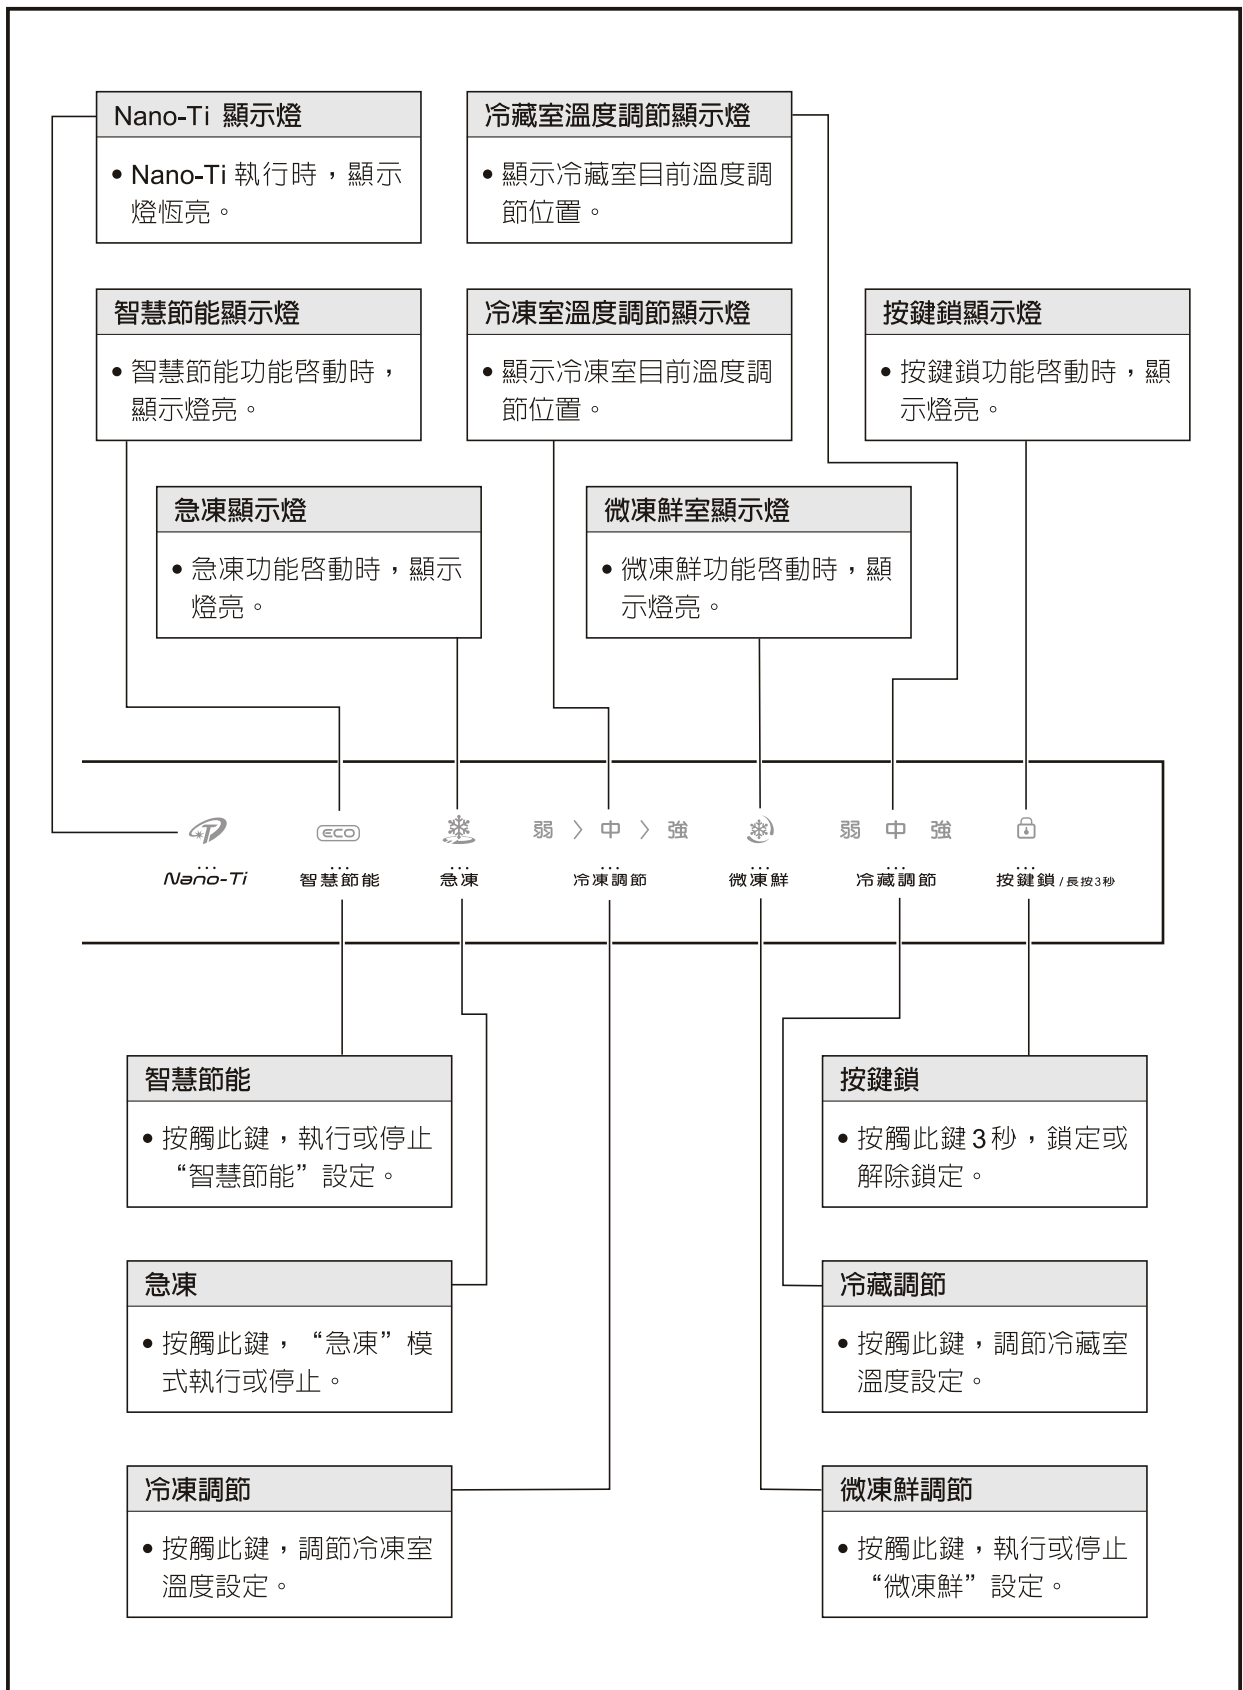 Nano-Ti 顯示燈
• Nano-Ti 執行時，顯示
燈恆亮。
冷藏室溫度調節顯示燈
• 顯示冷藏室目前溫度調
節位置。
智慧節能顯示燈
• 智慧節能功能啓動時，
顯示燈亮。
冷凍室溫度調節顯示燈
• 顯示冷凍室目前溫度調
節位置。
按鍵鎖顯示燈
• 按鍵鎖功能啓動時，顯
示燈亮。
急凍顯示燈
• 急凍功能啓動時，顯示
燈亮。
微凍鮮室顯示燈
• 微凍鮮功能啓動時，顯
示燈亮。
ECO 弱 〉 中 〉 強 弱 中 強
Nano-Ti 智慧節能 急凍 冷凍調節 微凍鮮 冷藏調節 按鍵鎖/長按3秒
智慧節能
• 按觸此鍵，執行或停止
“智慧節能”設定。
按鍵鎖
• 按觸此鍵3秒，鎖定或
解除鎖定。
急凍
• 按觸此鍵，“急凍”模
式執行或停止。
冷藏調節
• 按觸此鍵，調節冷藏室
溫度設定。
冷凍調節
• 按觸此鍵，調節冷凍室
溫度設定。
微凍鮮調節
• 按觸此鍵，執行或停止
“微凍鮮”設定。